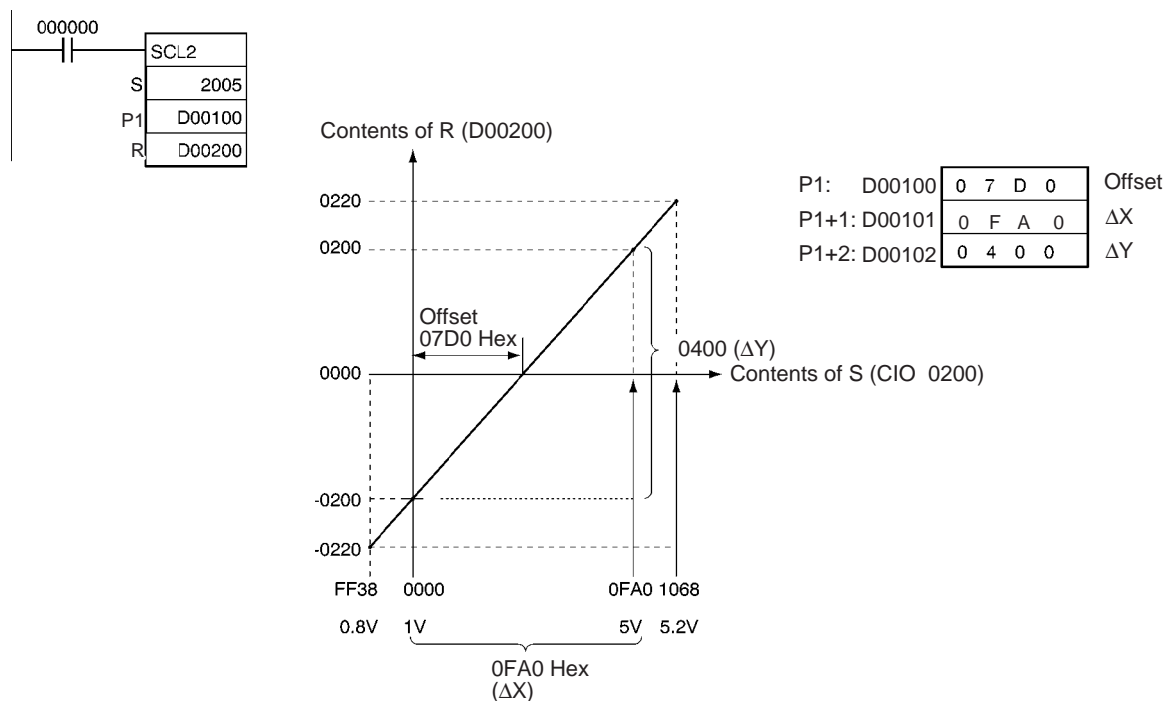 000000
SCL2
S 2005
P1 D00100
R D00200
Contents of R (D00200)
P1: D00100 0 7 D 0 Offset
P1+1: D00101 0 F A 0 ΔX
P1+2: D00102 0 4 0 0 ΔY
0220
0200
Offset
07D0 Hex
0400 (ΔY)
0000
Contents of S (CIO 0200)
-0200
-0220
FF38 0000 0FA0 1068
0.8V 1V 5V 5.2V
0FA0 Hex
(ΔX)